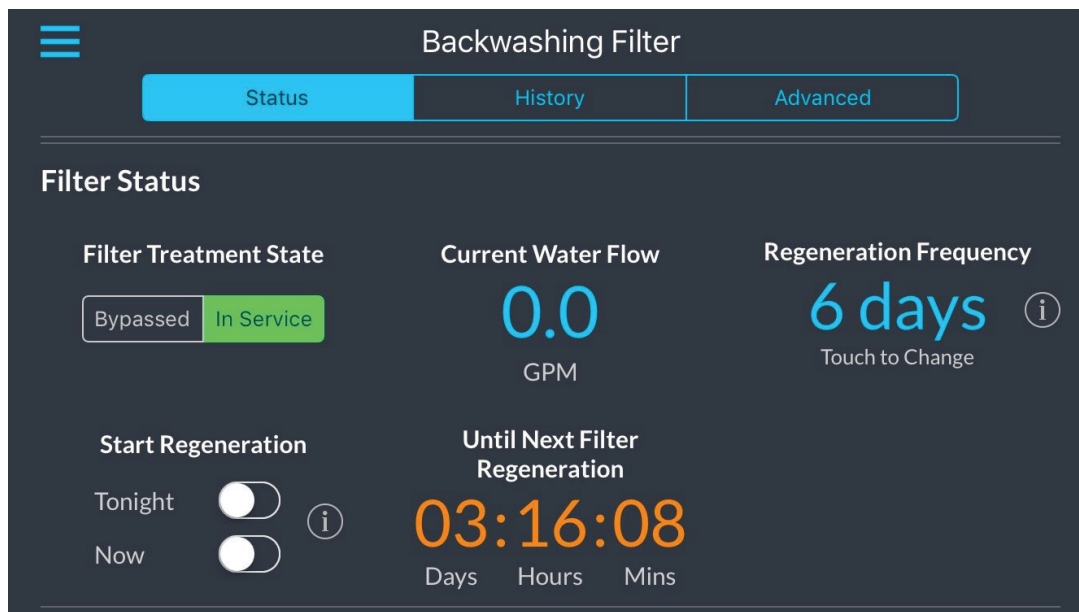 Backwashing Filter
Status
History
Advanced
Filter Status
Filter Treatment State
Bypassed
In Service
Current Water Flow
0.0
GPM
Regeneration Frequency
6 days
i
Touch to Change
Start Regeneration
Tonight
Now
i
Until Next Filter
Regeneration
03:16:08
Days Hours Mins